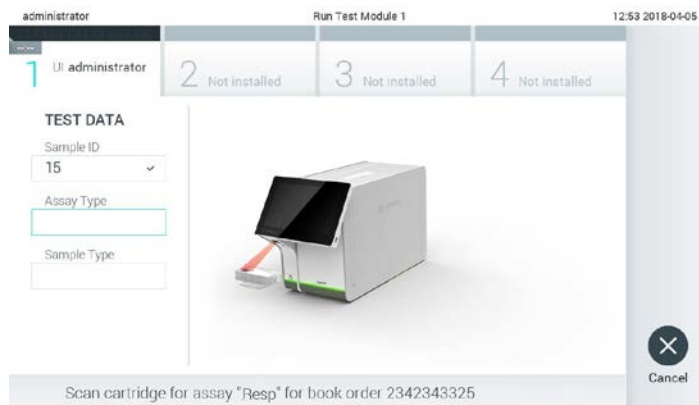 administrator Run Test Module 1 12:53 2018-04-05
1 UI administrator 2 Not installed 3 Not installed 4 Not installed
TEST DATA
Sample ID
15
Assay Type
Sample Type
Cancel
Scan cartridge for assay "Resp" for book order 2342343325